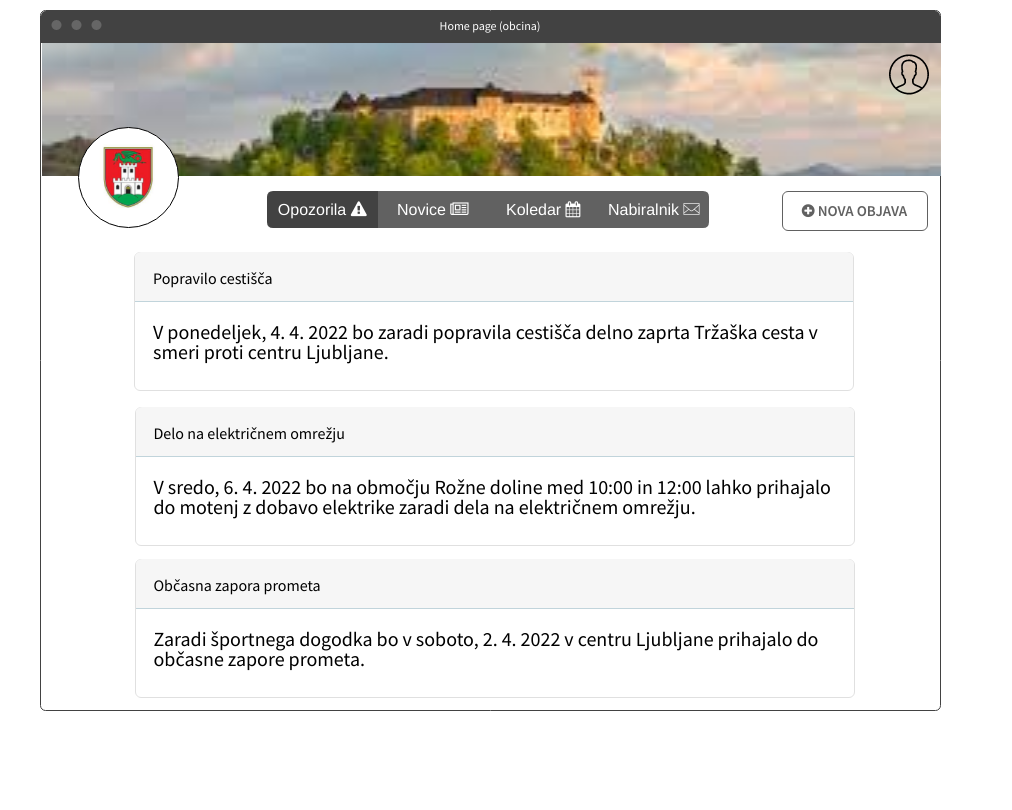 Home page (obcina)
Opozorila Novice Koledar Nabiralnik
NOVA OBJAVA
Popravilo cestišča
V ponedeljek, 4. 4. 2022 bo zaradi popravila cestišča delno zaprta Tržaška cesta v
smeri proti centru Ljubljane.
Delo na električnem omrežju
V sredo, 6. 4. 2022 bo na območju Rožne doline med 10:00 in 12:00 lahko prihajalo
do motenj z dobavo elektrike zaradi dela na električnem omrežju.
Občasna zapora prometa
Zaradi športnega dogodka bo v soboto, 2. 4. 2022 v centru Ljubljane prihajalo do
občasne zapore prometa.